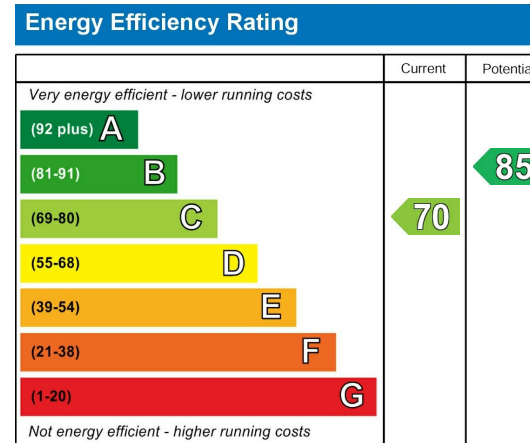 Energy Efficiency Rating
Current Potentia
Very energy efficient - lower running costs
(92 plus) A
(81-91) B
85
(69-80) C
70
(55-68) D
(39-54) E
(21-38) F
(1-20) G
Not energy efficient - higher running costs